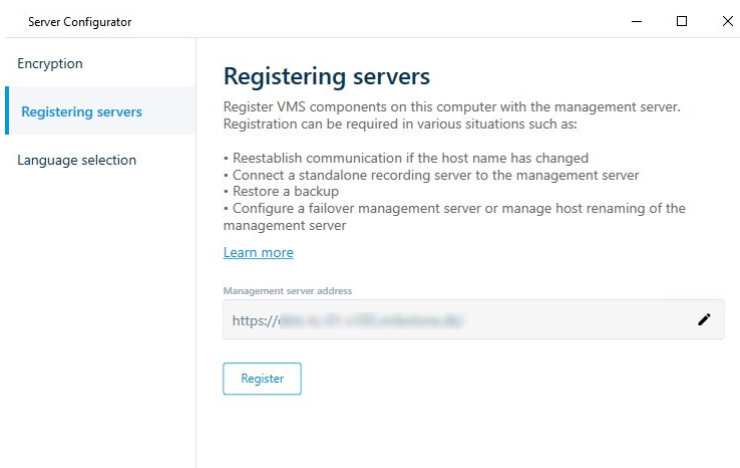 Server Configurator
Encryption
Registering servers
Language selection
Registering servers
Register VMS components on this computer with the management server.
Registration can be required in various situations such as:
• Reestablish communication if the host name has changed
• Connect a standalone recording server to the management server
• Restore a backup
• Configure a failover management server or manage host renaming of the
management server
Learn more
Management server address
https://
Register